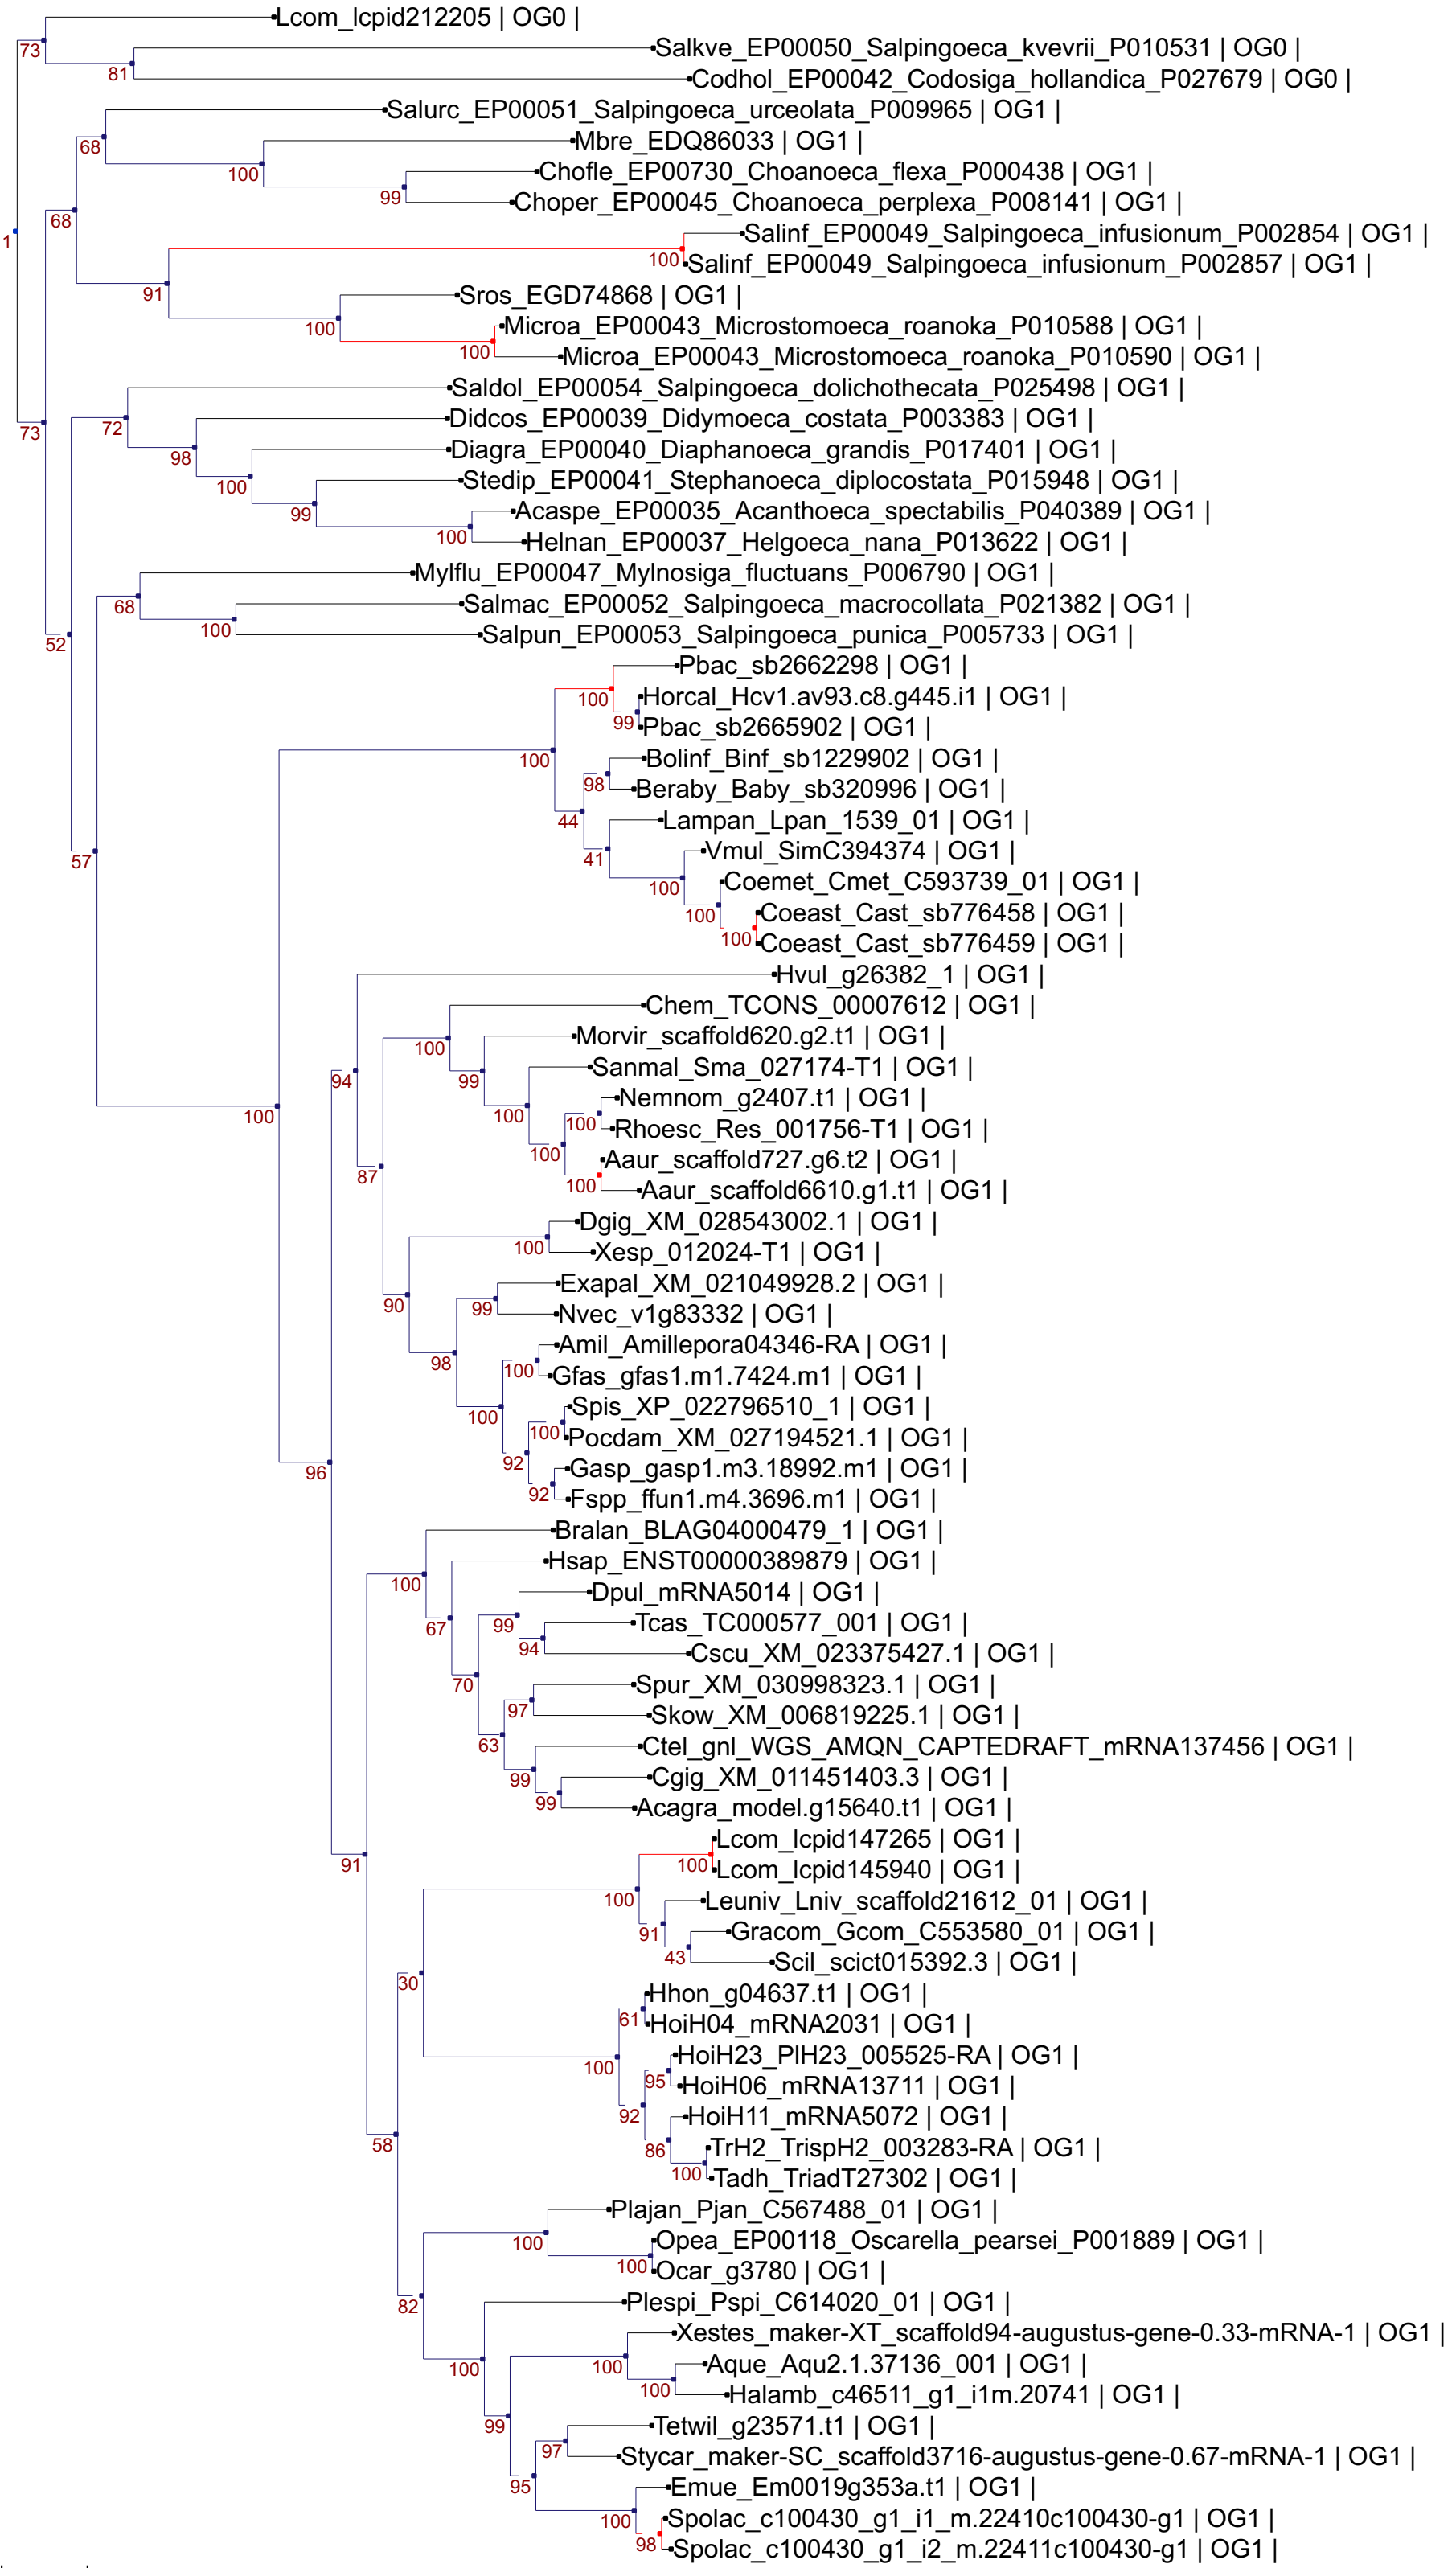 Lcom_lcpid212205 | OG0 |
73
Salkve_EP00050_Salpingoeca_kvevrii_P010531 | OG0 |
81
Codhol_EP00042_Codosiga_hollandica_P027679 | OG0 |
Salurc_EP00051_Salpingoeca_urceolata_P009965 | OG1 |
68
Mbre_EDQ86033 | OG1 |
100
Chofle_EP00730_Choanoeca_flexa_P000438 | OG1 |
99
Choper_EP00045_Choanoeca_perplexa_P008141 | OG1 |
68
1
Salinf_EP00049_Salpingoeca_infusionum_P002854 | OG1 |
100
Salinf_EP00049_Salpingoeca_infusionum_P002857 | OG1 |
91
Sros_EGD74868 | OG1 |
100
Microa_EP00043_Microstomoeca_roanoka_P010588 | OG1 |
100
Microa_EP00043_Microstomoeca_roanoka_P010590 | OG1 |
Saldol_EP00054_Salpingoeca_dolichothecata_P025498 | OG1 |
73
72
Didcos_EP00039_Didymoeca_costata_P003383 | OG1 |
98
Diagra_EP00040_Diaphanoeca_grandis_P017401 | OG1 |
100
Stedip_EP00041_Stephanoeca_diplocostata_P015948 | OG1 |
99
Acaspe_EP00035_Acanthoeca_spectabilis_P040389 | OG1 |
100
Helnan_EP00037_Helgoeca_nana_P013622 | OG1 |
Mylflu_EP00047_Mylnosiga_fluctuans_P006790 | OG1 |
68
Salmac_EP00052_Salpingoeca_macrocollata_P021382 | OG1 |
100
Salpun_EP00053_Salpingoeca_punica_P005733 | OG1 |
52
Pbac_sb2662298 | OG1 |
100
Horcal_Hcv1.av93.c8.g445.i1 | OG1 |
99
Pbac_sb2665902 | OG1 |
100
Bolinf_Binf_sb1229902 | OG1 |
98
Beraby_Baby_sb320996 | OG1 |
44
Lampan_Lpan_1539_01 | OG1 |
41
57
Vmul_SimC394374 | OG1 |
100
Coemet_Cmet_C593739_01 | OG1 |
100
Coeast_Cast_sb776458 | OG1 |
100
Coeast_Cast_sb776459 | OG1 |
Hvul_g26382_1 | OG1 |
Chem_TCONS_00007612 | OG1 |
100
Morvir_scaffold620.g2.t1 | OG1 |
94
99
Sanmal_Sma_027174-T1 | OG1 |
100
100
Nemnom_g2407.t1 | OG1 |
100
Rhoesc_Res_001756-T1 | OG1 |
100
Aaur_scaffold727.g6.t2 | OG1 |
87
100
Aaur_scaffold6610.g1.t1 | OG1 |
Dgig_XM_028543002.1 | OG1 |
100
Xesp_012024-T1 | OG1 |
Exapal_XM_021049928.2 | OG1 |
90
99
Nvec_v1g83332 | OG1 |
Amil_Amillepora04346-RA | OG1 |
98
100
Gfas_gfas1.m1.7424.m1 | OG1 |
100
Spis_XP_022796510_1 | OG1 |
100
Pocdam_XM_027194521.1 | OG1 |
92
96
Gasp_gasp1.m3.18992.m1 | OG1 |
92
Fspp_ffun1.m4.3696.m1 | OG1 |
Bralan_BLAG04000479_1 | OG1 |
100
Hsap_ENST00000389879 | OG1 |
67
Dpul_mRNA5014 | OG1 |
99
Tcas_TC000577_001 | OG1 |
94
Cscu_XM_023375427.1 | OG1 |
70
Spur_XM_030998323.1 | OG1 |
97
Skow_XM_006819225.1 | OG1 |
63
Ctel_gnl_WGS_AMQN_CAPTEDRAFT_mRNA137456 | OG1 |
99
Cgig_XM_011451403.3 | OG1 |
99
Acagra_model.g15640.t1 | OG1 |
91
Lcom_lcpid147265 | OG1 |
100
Lcom_lcpid145940 | OG1 |
100
Leuniv_Lniv_scaffold21612_01 | OG1 |
91
Gracom_Gcom_C553580_01 | OG1 |
43
Scil_scict015392.3 | OG1 |
30
Hhon_g04637.t1 | OG1 |
61
HoiH04_mRNA2031 | OG1 |
100
HoiH23_PlH23_005525-RA | OG1 |
95
HoiH06_mRNA13711 | OG1 |
92
HoiH11_mRNA5072 | OG1 |
58
86
TrH2_TrispH2_003283-RA | OG1 |
100
Tadh_TriadT27302 | OG1 |
Plajan_Pjan_C567488_01 | OG1 |
100
Opea_EP00118_Oscarella_pearsei_P001889 | OG1 |
100
Ocar_g3780 | OG1 |
82
Plespi_Pspi_C614020_01 | OG1 |
Xestes_maker-XT_scaffold94-augustus-gene-0.33-mRNA-1 | OG1 |
100
100
Aque_Aqu2.1.37136_001 | OG1 |
100
Halamb_c46511_g1_i1m.20741 | OG1 |
99
Tetwil_g23571.t1 | OG1 |
97
Stycar_maker-SC_scaffold3716-augustus-gene-0.67-mRNA-1 | OG1 |
95
Emue_Em0019g353a.t1 | OG1 |
100
Spolac_c100430_g1_i1_m.22410c100430-g1 | OG1 |
98
Spolac_c100430_g1_i2_m.22411c100430-g1 | OG1 |